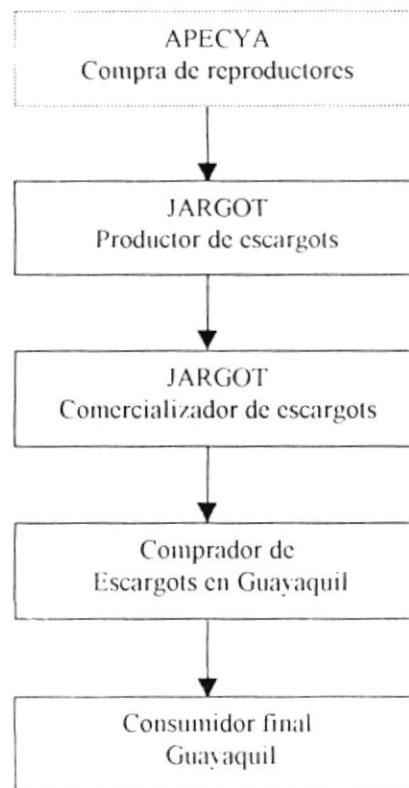 APECYA
Compra de reproductores
JARGOT
Productor de escargots
JARGOT
Comercializador de escargots
Comprador de
Escargots en Guayaquil
Consumidor final
Guayaquil